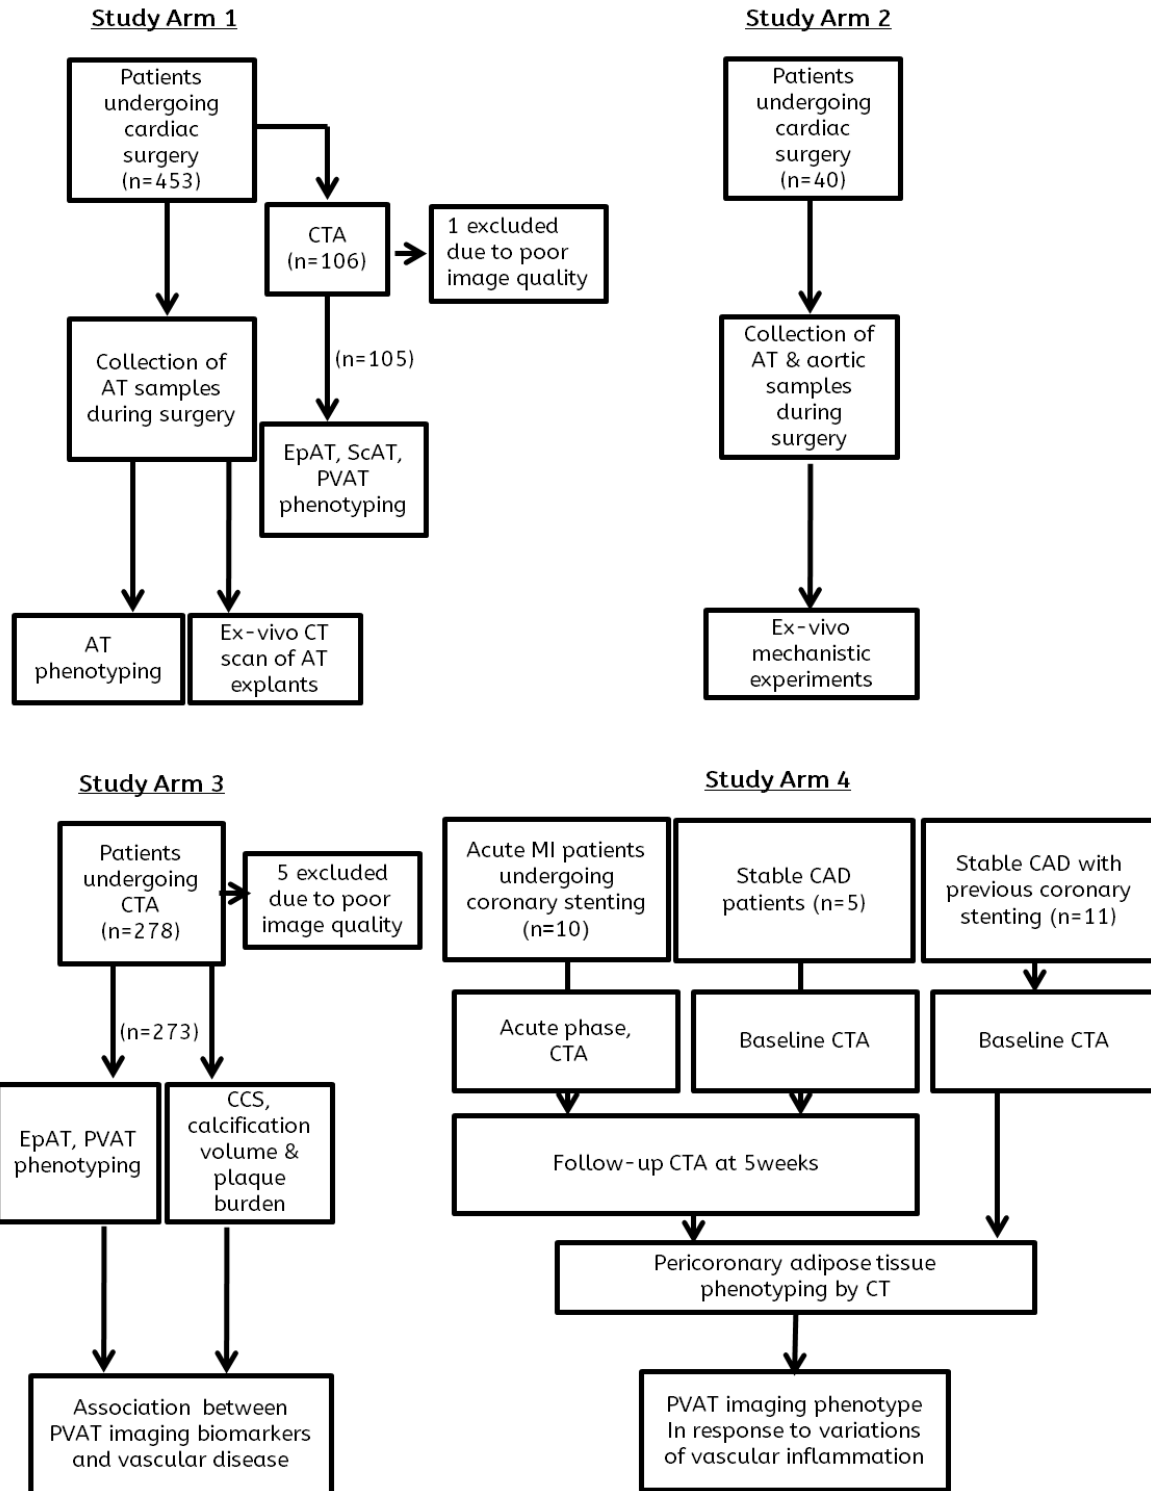 Study Arm 1
Patients
undergoing
cardiac
surgery
(n=453)
CTA
(n=106)
1 excluded
due to poor
image quality
Collection of
AT samples
during surgery
(n=105)
EpAT, ScAT,
PVAT
phenotyping
AT
phenotyping
Ex-vivo CT
scan of AT
explants
Study Arm 2
Patients
undergoing
cardiac
surgery
(n=40)
Collection of
AT & aortic
samples
during
surgery
Ex-vivo
mechanistic
experiments
Study Arm 3
Patients
undergoing
CTA
(n=278)
5 excluded
due to poor
image quality
(n=273)
EpAT, PVAT
phenotyping
CCS,
calcification
volume &
plaque
burden
Association between
PVAT imaging biomarkers
and vascular disease
Study Arm 4
Acute MI patients
undergoing
coronary stenting
(n=10)
Stable CAD
patients (n=5)
Stable CAD with
previous coronary
stenting (n=11)
Acute phase,
CTA
Baseline CTA
Baseline CTA
Follow-up CTA at 5weeks
Pericoronary adipose tissue
phenotyping by CT
PVAT imaging phenotype
In response to variations
of vascular inflammation